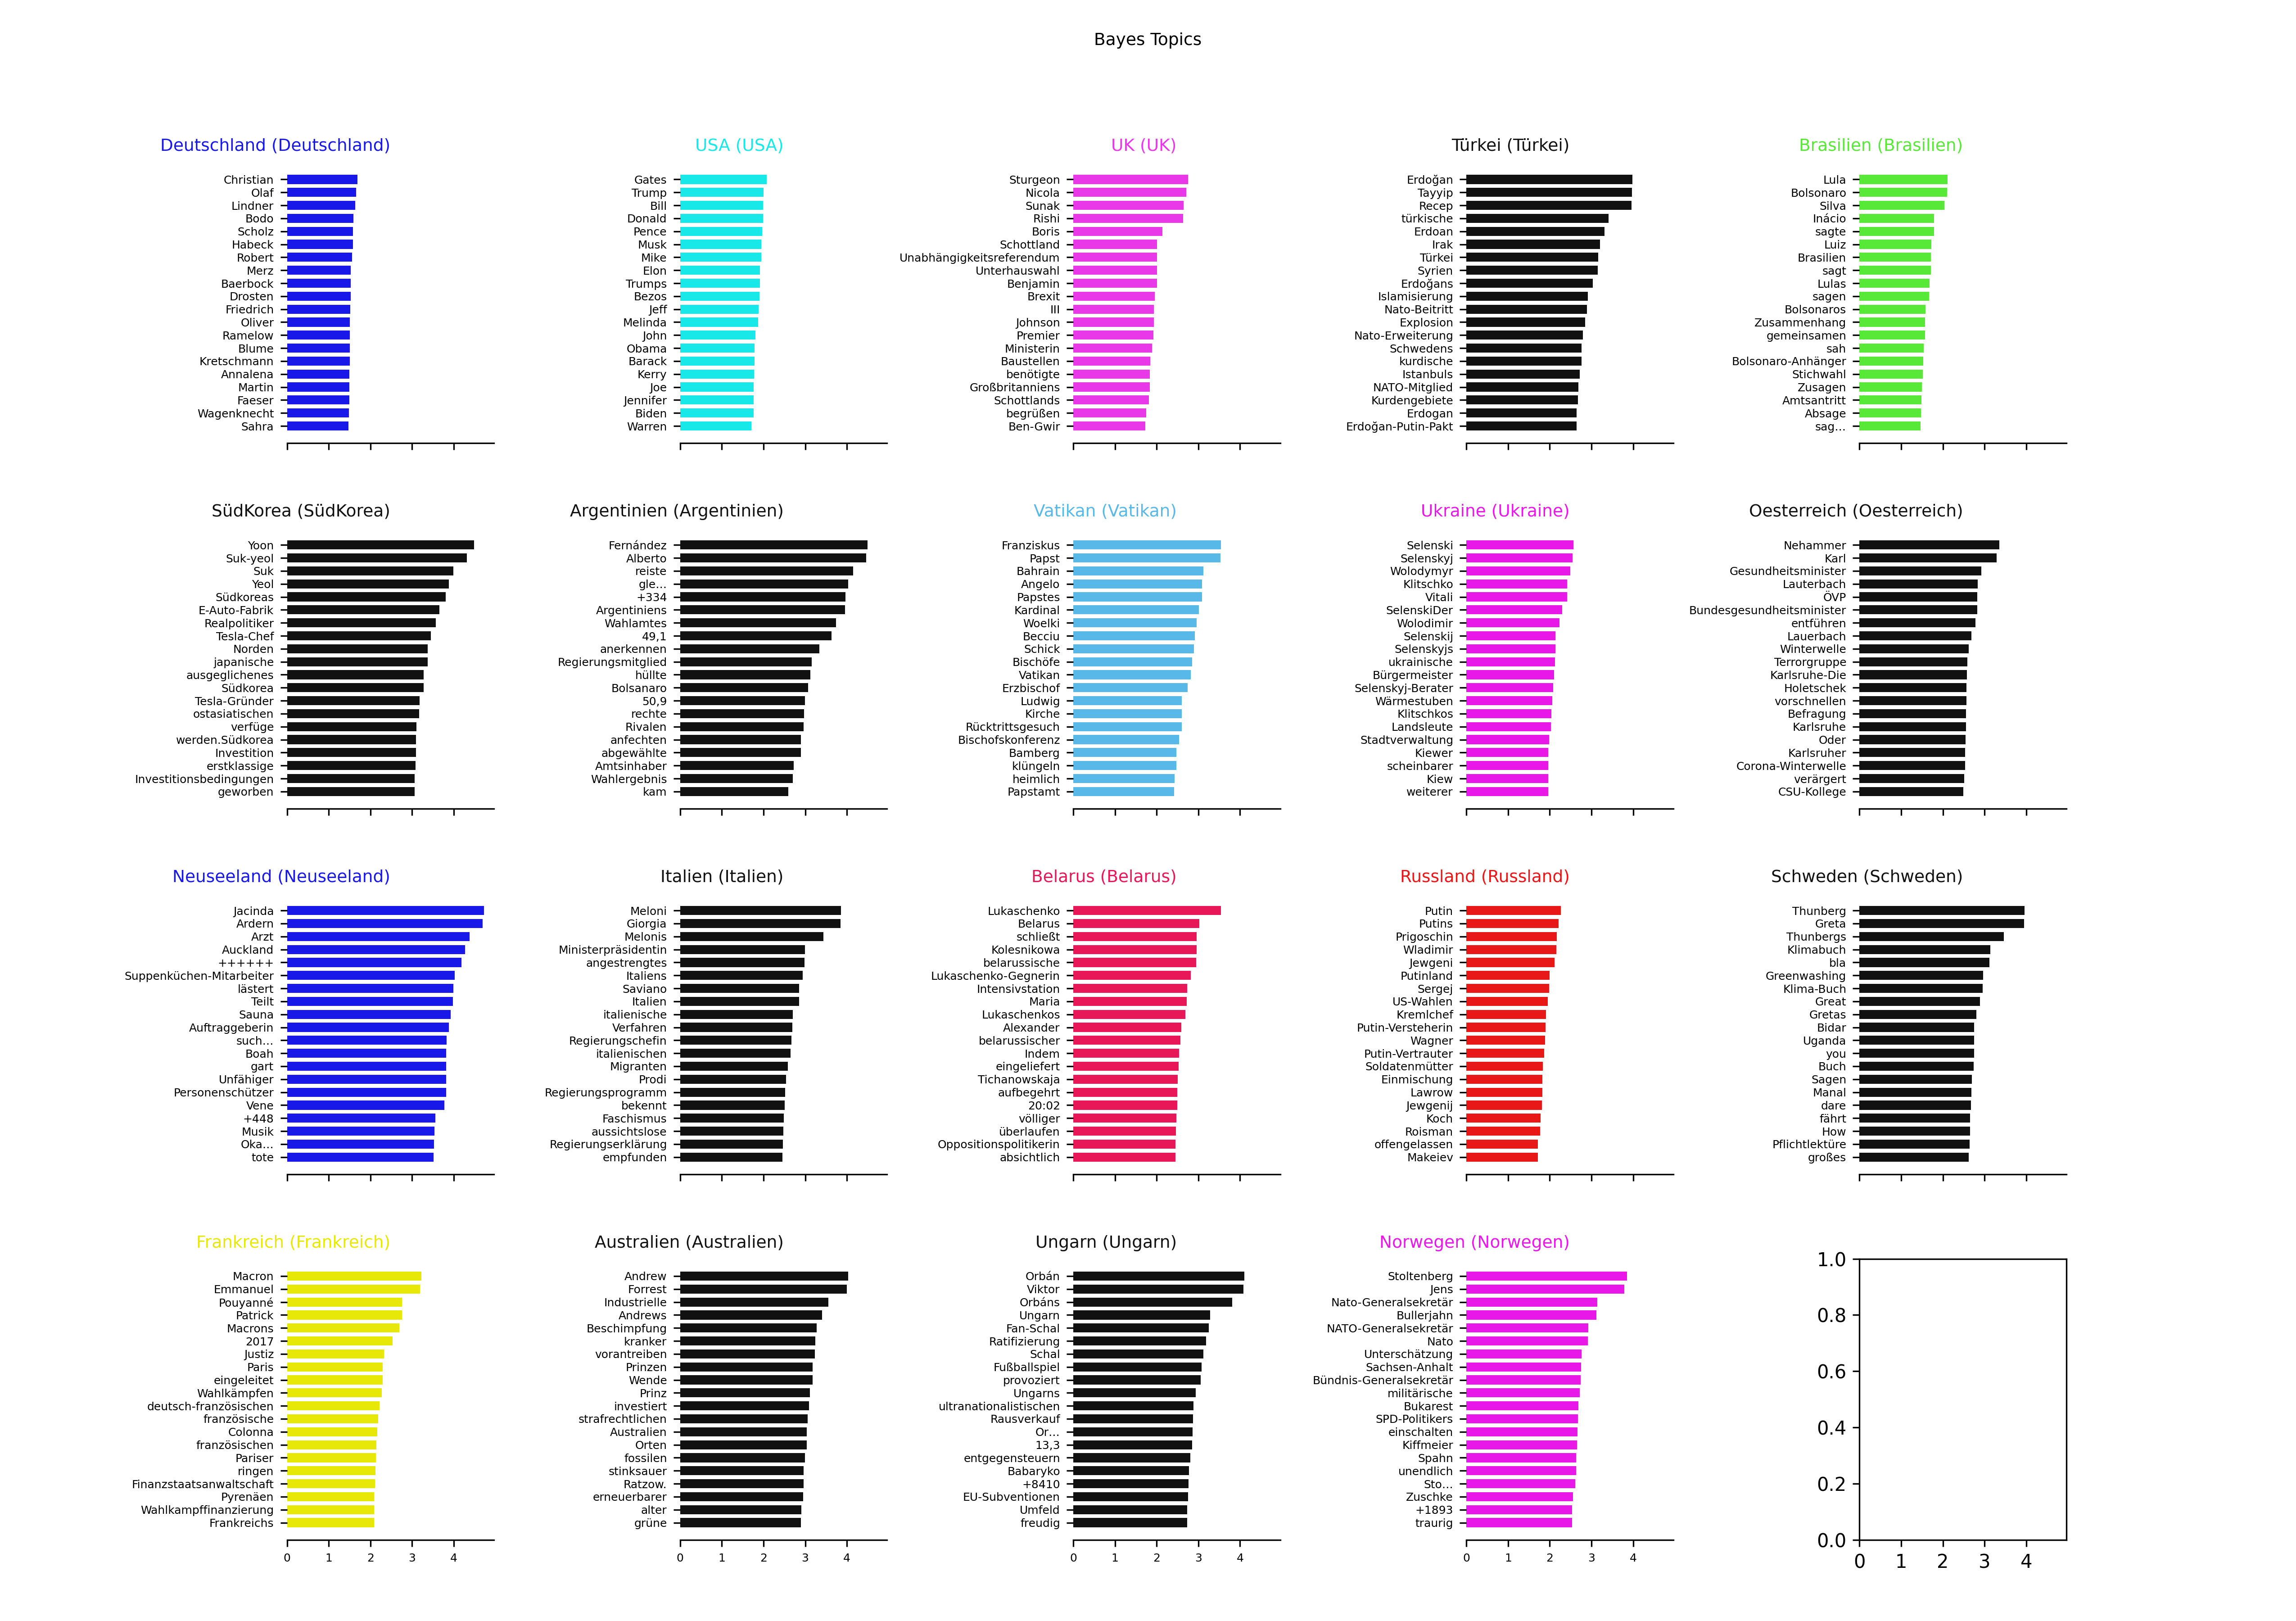 Bayes Topics
Deutschland (Deutschland)
Christian
Olaf
Lindner
Bodo
Scholz
Habeck
Robert
Merz
Baerbock
Drosten
Friedrich
Oliver
Ramelow
Blume
Kretschmann
Annalena
Martin
Faeser
Wagenknecht
Sahra
USA (USA)
Gates
Trump
Bill
Donald
Pence
Musk
Mike
Elon
Trumps
Bezos
Jeff
Melinda
John
Obama
Barack
Kerry
Joe
Jennifer
Biden
Warren
UK (UK)
Sturgeon
Nicola
Sunak
Rishi
Boris
Schottland
Unabhängigkeitsreferendum
Unterhauswahl
Benjamin
Brexit
III
Johnson
Premier
Ministerin
Baustellen
benötigte
Großbritanniens
Schottlands
begrüßen
Ben-Gwir
Türkei (Türkei)
Erdoğan
Tayyip
Recep
türkische
Erdoan
Irak
Türkei
Syrien
Erdoğans
Islamisierung
Nato-Beitritt
Explosion
Nato-Erweiterung
Schwedens
kurdische
Istanbuls
NATO-Mitglied
Kurdengebiete
Erdogan
Erdoğan-Putin-Pakt
Brasilien (Brasilien)
Lula
Bolsonaro
Silva
Inácio
sagte
Luiz
Brasilien
sagt
Lulas
sagen
Bolsonaros
Zusammenhang
gemeinsamen
sah
Bolsonaro-Anhänger
Stichwahl
Zusagen
Amtsantritt
Absage
sag…
SüdKorea (SüdKorea)
Yoon
Suk-yeol
Suk
Yeol
Südkoreas
E-Auto-Fabrik
Realpolitiker
Tesla-Chef
Norden
japanische
ausgeglichenes
Südkorea
Tesla-Gründer
ostasiatischen
verfüge
werden.Südkorea
Investition
erstklassige
Investitionsbedingungen
geworben
Argentinien (Argentinien)
Fernández
Alberto
reiste
gle…
+334
Argentiniens
Wahlamtes
49,1
anerkennen
Regierungsmitglied
hüllte
Bolsanaro
50,9
rechte
Rivalen
anfechten
abgewählte
Amtsinhaber
Wahlergebnis
kam
Vatikan (Vatikan)
Franziskus
Papst
Bahrain
Angelo
Papstes
Kardinal
Woelki
Becciu
Schick
Bischöfe
Vatikan
Erzbischof
Ludwig
Kirche
Rücktrittsgesuch
Bischofskonferenz
Bamberg
klüngeln
heimlich
Papstamt
Ukraine (Ukraine)
Selenski
Selenskyj
Wolodymyr
Klitschko
Vitali
SelenskiDer
Wolodimir
Selenskij
Selenskyjs
ukrainische
Bürgermeister
Selenskyj-Berater
Wärmestuben
Klitschkos
Landsleute
Stadtverwaltung
Kiewer
scheinbarer
Kiew
weiterer
Oesterreich (Oesterreich)
Nehammer
Karl
Gesundheitsminister
Lauterbach
ÖVP
Bundesgesundheitsminister
entführen
Lauerbach
Winterwelle
Terrorgruppe
Karlsruhe-Die
Holetschek
vorschnellen
Befragung
Karlsruhe
Oder
Karlsruher
Corona-Winterwelle
verärgert
CSU-Kollege
Neuseeland (Neuseeland)
Jacinda
Ardern
Arzt
Auckland
++++++
Suppenküchen-Mitarbeiter
lästert
Teilt
Sauna
Auftraggeberin
such…
Boah
gart
Unfähiger
Personenschützer
Vene
+448
Musik
Oka…
tote
Italien (Italien)
Meloni
Giorgia
Melonis
Ministerpräsidentin
angestrengtes
Italiens
Saviano
Italien
italienische
Verfahren
Regierungschefin
italienischen
Migranten
Prodi
Regierungsprogramm
bekennt
Faschismus
aussichtslose
Regierungserklärung
empfunden
Belarus (Belarus)
Lukaschenko
Belarus
schließt
Kolesnikowa
belarussische
Lukaschenko-Gegnerin
Intensivstation
Maria
Lukaschenkos
Alexander
belarussischer
Indem
eingeliefert
Tichanowskaja
aufbegehrt
20:02
völliger
überlaufen
Oppositionspolitikerin
absichtlich
Russland (Russland)
Putin
Putins
Prigoschin
Wladimir
Jewgeni
Putinland
Sergej
US-Wahlen
Kremlchef
Putin-Versteherin
Wagner
Putin-Vertrauter
Soldatenmütter
Einmischung
Lawrow
Jewgenij
Koch
Roisman
offengelassen
Makeiev
Schweden (Schweden)
Thunberg
Greta
Thunbergs
Klimabuch
bla
Greenwashing
Klima-Buch
Great
Gretas
Bidar
Uganda
you
Buch
Sagen
Manal
dare
fährt
How
Pflichtlektüre
großes
Frankreich (Frankreich)
Macron
Emmanuel
Pouyanné
Patrick
Macrons
2017
Justiz
Paris
eingeleitet
Wahlkämpfen
deutsch-französischen
französische
Colonna
französischen
Pariser
ringen
Finanzstaatsanwaltschaft
Pyrenäen
Wahlkampffinanzierung
Frankreichs
0 1 2 3 4
Australien (Australien)
Andrew
Forrest
Industrielle
Andrews
Beschimpfung
kranker
vorantreiben
Prinzen
Wende
Prinz
investiert
strafrechtlichen
Australien
Orten
fossilen
stinksauer
Ratzow.
erneuerbarer
alter
grüne
0 1 2 3 4
Ungarn (Ungarn)
Orbán
Viktor
Orbáns
Ungarn
Fan-Schal
Ratifizierung
Schal
Fußballspiel
provoziert
Ungarns
ultranationalistischen
Rausverkauf
Or…
13,3
entgegensteuern
Babaryko
+8410
EU-Subventionen
Umfeld
freudig
0 1 2 3 4
Norwegen (Norwegen)
Stoltenberg
Jens
Nato-Generalsekretär
Bullerjahn
NATO-Generalsekretär
Nato
Unterschätzung
Sachsen-Anhalt
Bündnis-Generalsekretär
militärische
Bukarest
SPD-Politikers
einschalten
Kiffmeier
Spahn
unendlich
Sto…
Zuschke
+1893
traurig
0 1 2 3 4
1.0
0.8
0.6
0.4
0.2
0.0
0 1 2 3 4